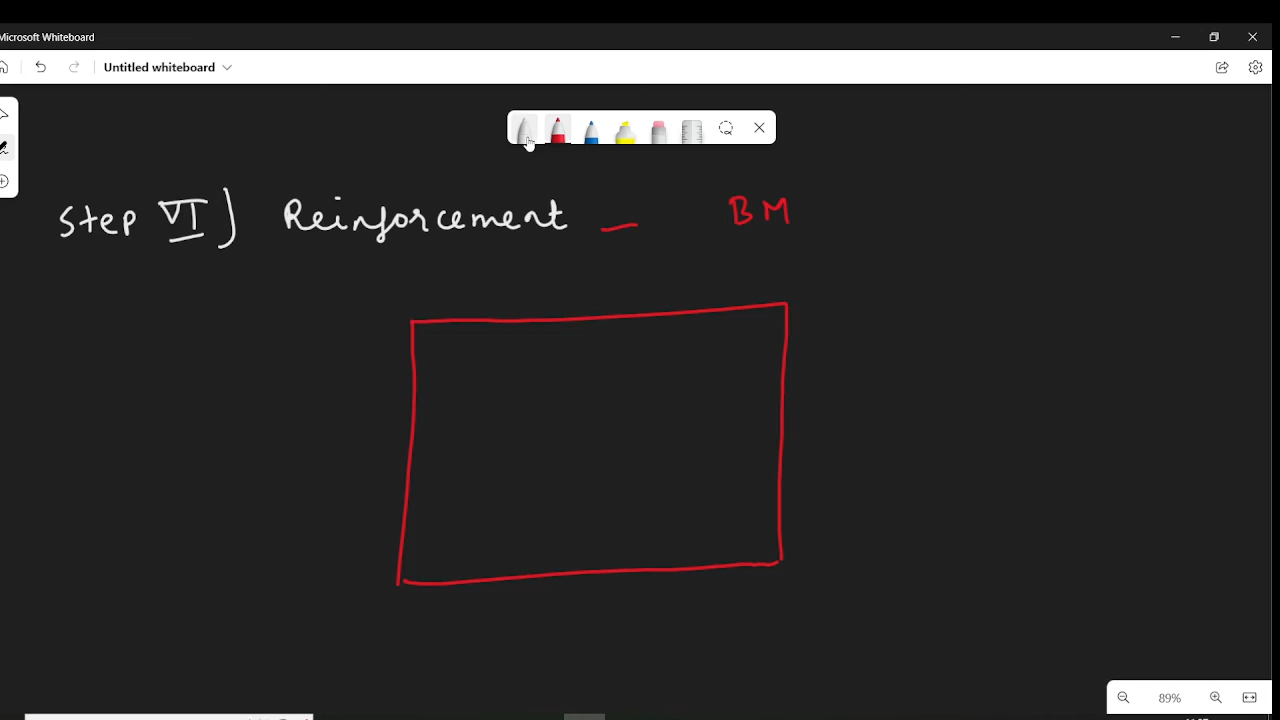 Microsoft Whiteboard
Untitled whiteboard
Step VI) Reinforcement — BM
89%